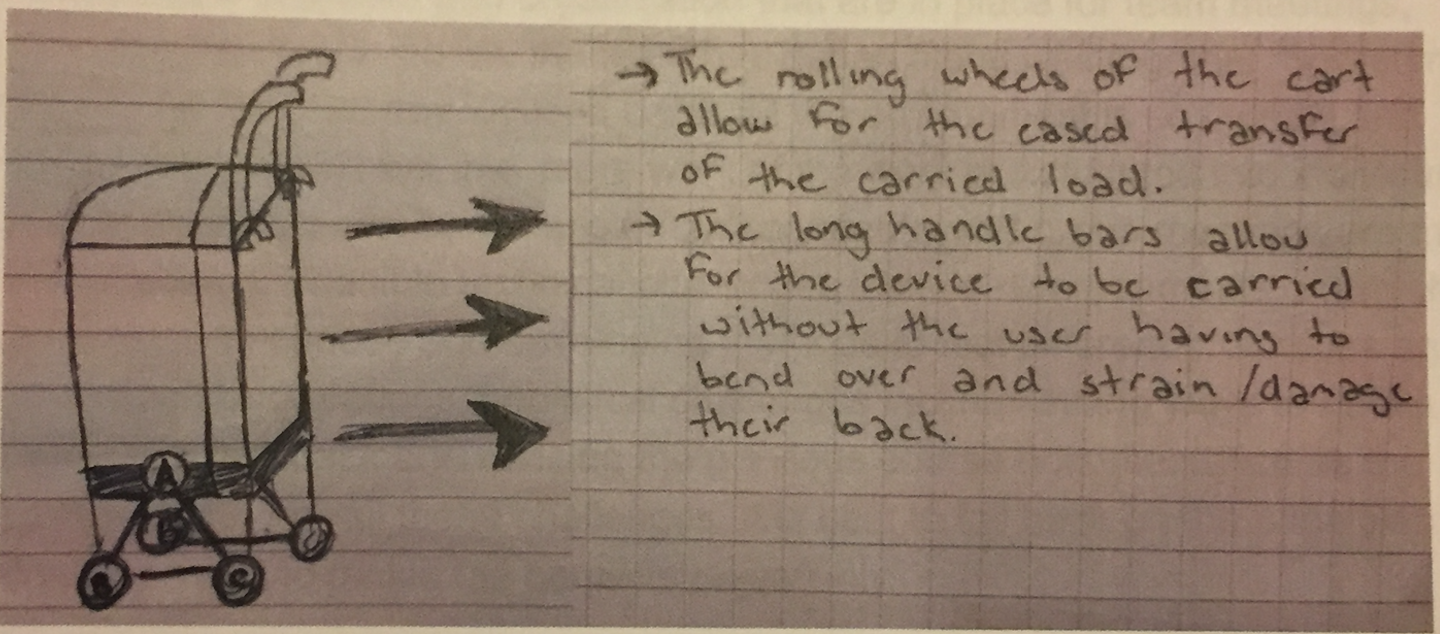 → The rolling wheels of the cart
allow for the eased transfer
of the carried load.
→ The long handle bars allow
for the device to be carried
without the user having to
bend over and strain /damage
their back.
A